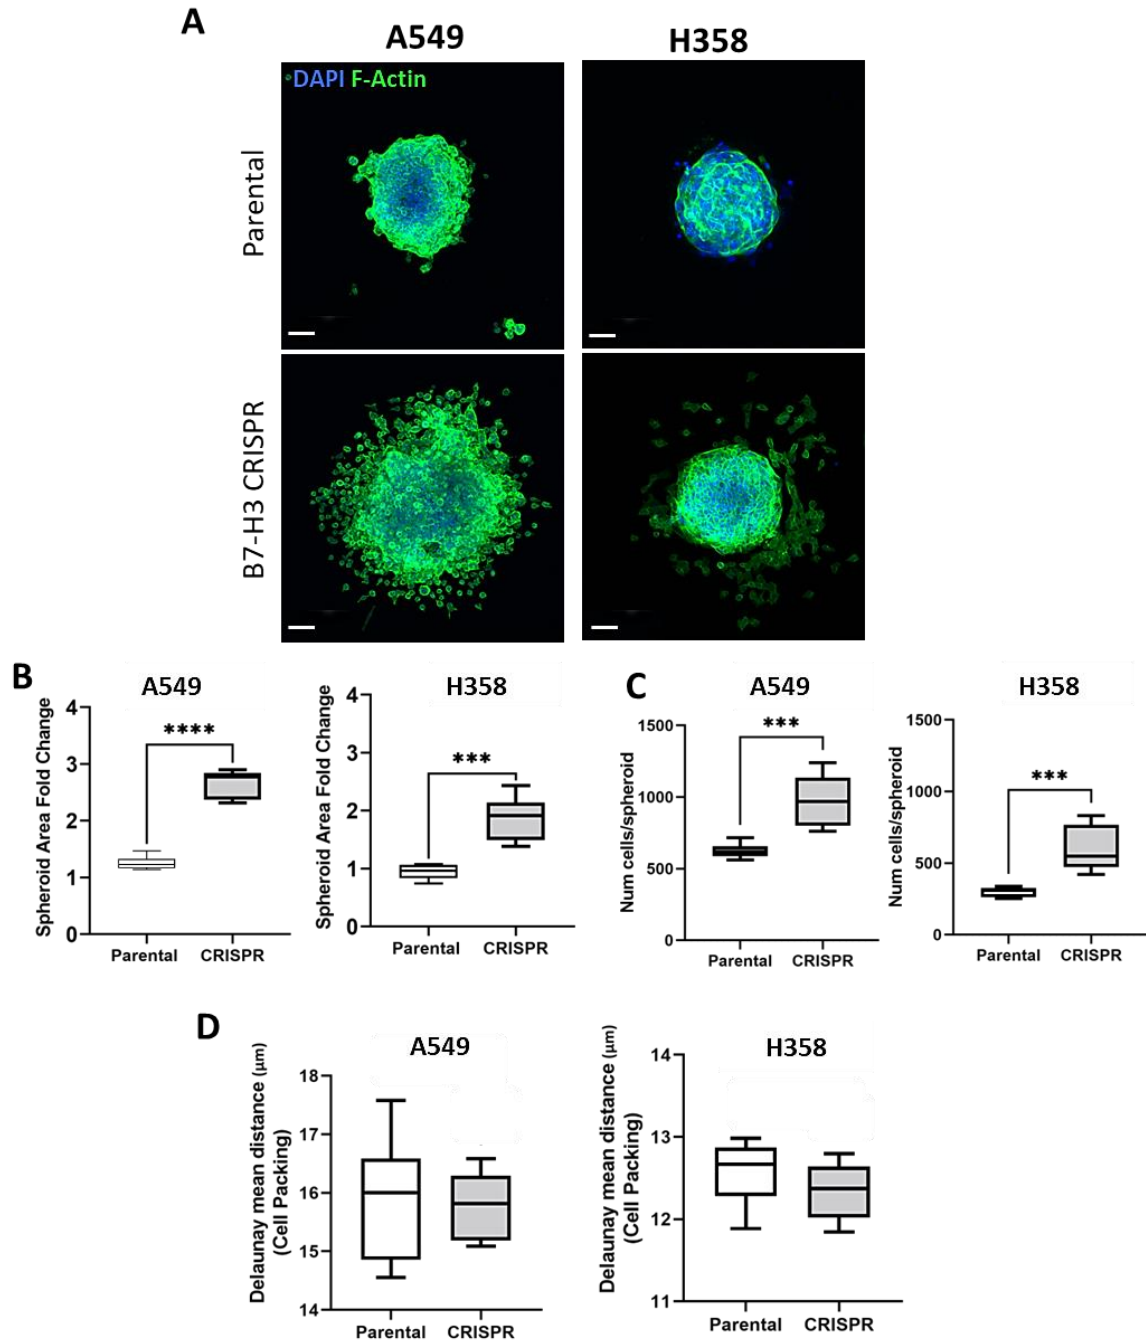 A
A549
H358
DAPI F-Actin
Parental
B7-H3 CRISPR
B
A549
Spheroid Area Fold Change
4
3
2
1
0
****
Parental
CRISPR
H358
Spheroid Area Fold Change
4
3
2
1
0
***
Parental
CRISPR
C
A549
Num cells/spheroid
1500
1000
500
0
***
Parental
CRISPR
H358
Num cells/spheroid
1500
1000
500
0
***
Parental
CRISPR
D
A549
Delaunay mean distance (μm)
(Cell Packing)
18
17
16
15
14
Parental
CRISPR
H358
Delaunay mean distance (μm)
(Cell Packing)
14
13
12
11
Parental
CRISPR